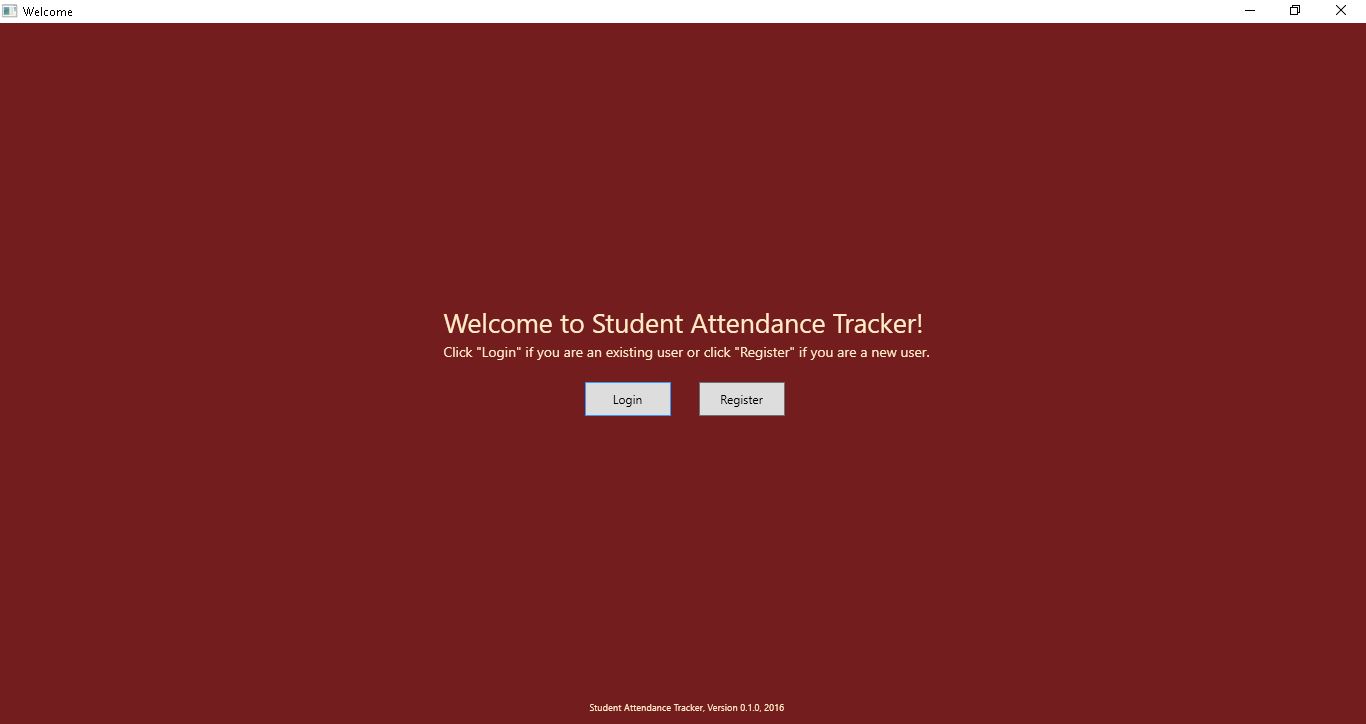 Welcome
Welcome to Student Attendance Tracker!
Click "Login" if you are an existing user or click "Register" if you are a new user.
Login
Register
Student Attendance Tracker, Version 0.1.0, 2016